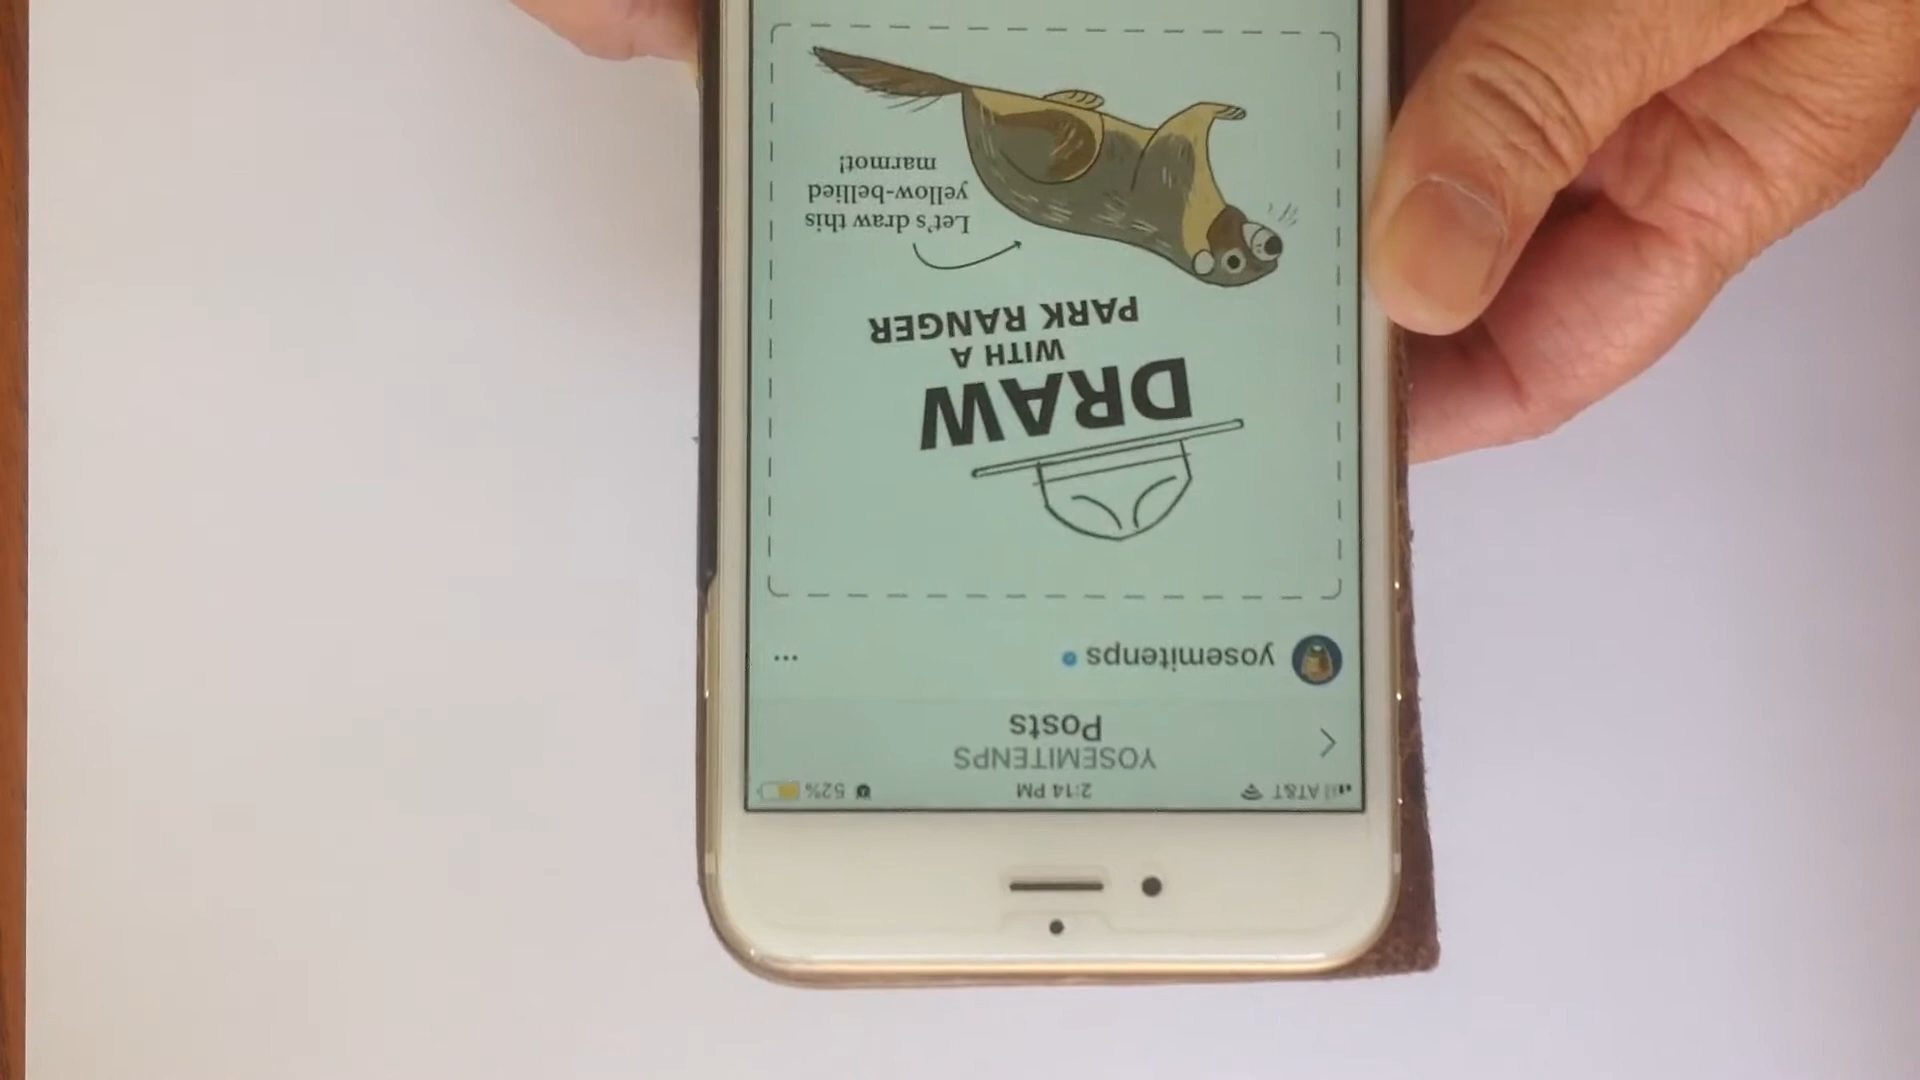 AT&T 2:14 PM 52%
YOSEMITENPS
Posts
yosemitenps
DRAW
WITH A
PARK RANGER
Let's draw this
yellow-bellied
marmot!